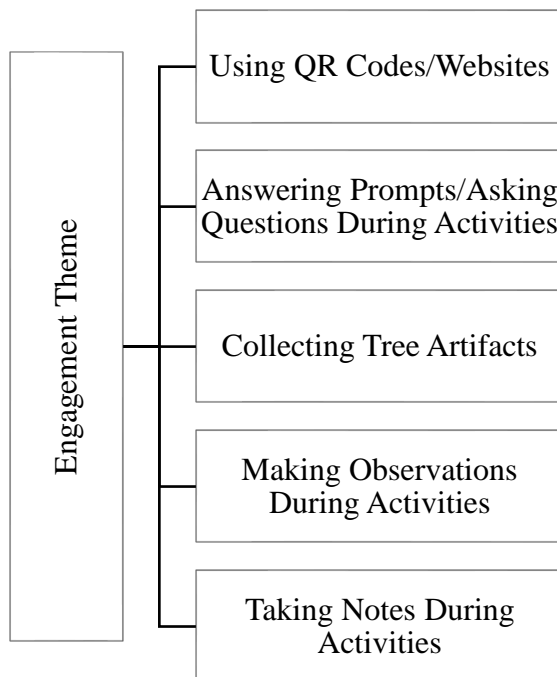 Engagement Theme
Using QR Codes/Websites
Answering Prompts/Asking
Questions During Activities
Collecting Tree Artifacts
Making Observations
During Activities
Taking Notes During
Activities